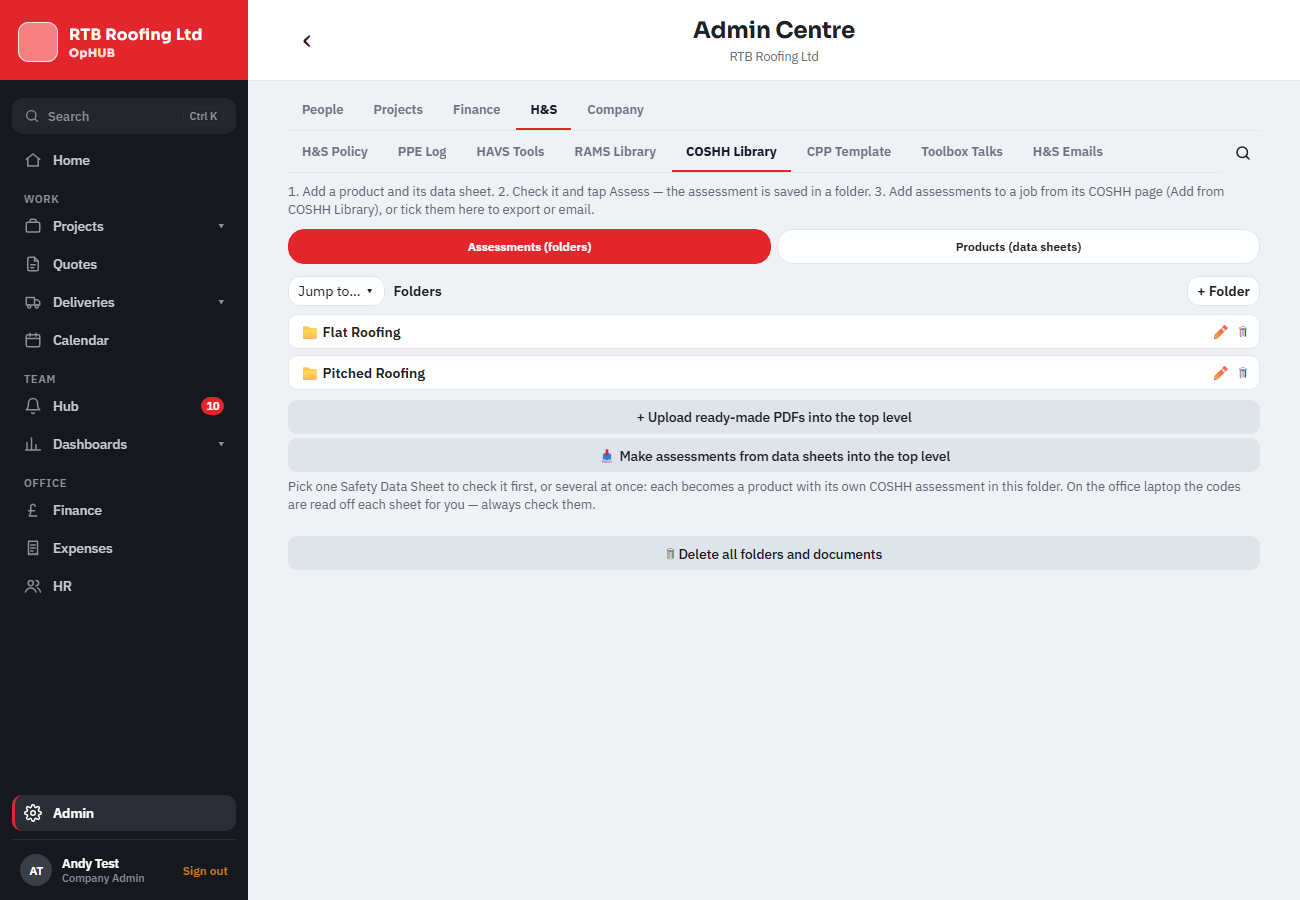 RTB Roofing Ltd
OpHUB
Search Ctrl K
Home
WORK
Projects
Quotes
Deliveries
Calendar
TEAM
Hub 10
Dashboards
OFFICE
Finance
Expenses
HR
Admin
AT
Andy Test
Company Admin
Sign out
Admin Centre
RTB Roofing Ltd
People Projects Finance H&S Company
H&S Policy PPE Log HAVS Tools RAMS Library COSHH Library CPP Template Toolbox Talks H&S Emails
1. Add a product and its data sheet. 2. Check it and tap Assess — the assessment is saved in a folder. 3. Add assessments to a job from its COSHH page (Add from
COSHH Library), or tick them here to export or email.
Assessments (folders) Products (data sheets)
Jump to... Folders + Folder
Flat Roofing
Pitched Roofing
+ Upload ready-made PDFs into the top level
Make assessments from data sheets into the top level
Pick one Safety Data Sheet to check it first, or several at once: each becomes a product with its own COSHH assessment in this folder. On the office laptop the codes
are read off each sheet for you — always check them.
Delete all folders and documents